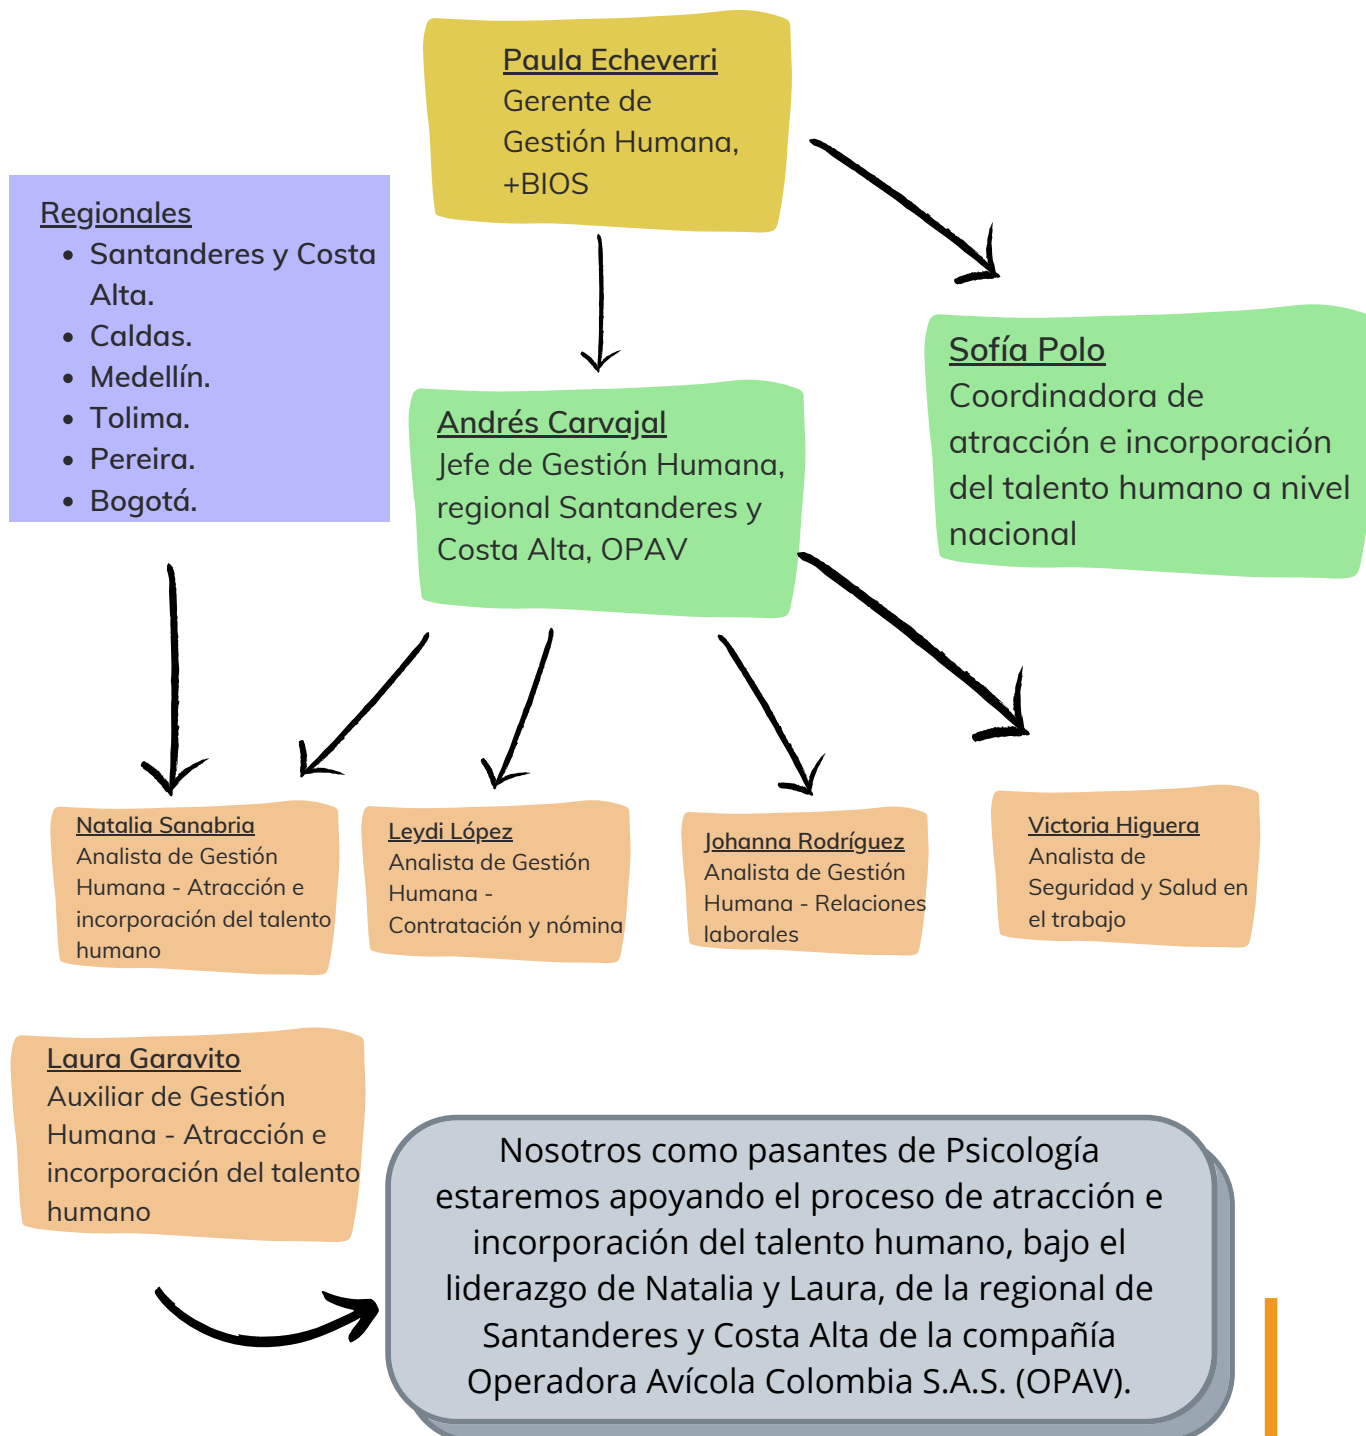 Paula Echeverri
Gerente de
Gestión Humana,
+BIOS
Regionales
• Santanderes y Costa
Alta.
• Caldas.
• Medellín.
• Tolima.
• Pereira.
• Bogotá.
Sofía Polo
Coordinadora de
atracción e incorporación
del talento humano a nivel
nacional
Andrés Carvajal
Jefe de Gestión Humana,
regional Santanderes y
Costa Alta, OPAV
Natalia Sanabria
Analista de Gestión
Humana - Atracción e
incorporación del talento
humano
Leydi López
Analista de Gestión
Humana -
Contratación y nómina
Johanna Rodríguez
Analista de Gestión
Humana - Relaciones
laborales
Victoria Higuera
Analista de
Seguridad y Salud en
el trabajo
Laura Garavito
Auxiliar de Gestión
Humana - Atracción e
incorporación del talento
humano
Nosotros como pasantes de Psicología
estaremos apoyando el proceso de atracción e
incorporación del talento humano, bajo el
liderazgo de Natalia y Laura, de la regional de
Santanderes y Costa Alta de la compañía
Operadora Avícola Colombia S.A.S. (OPAV).